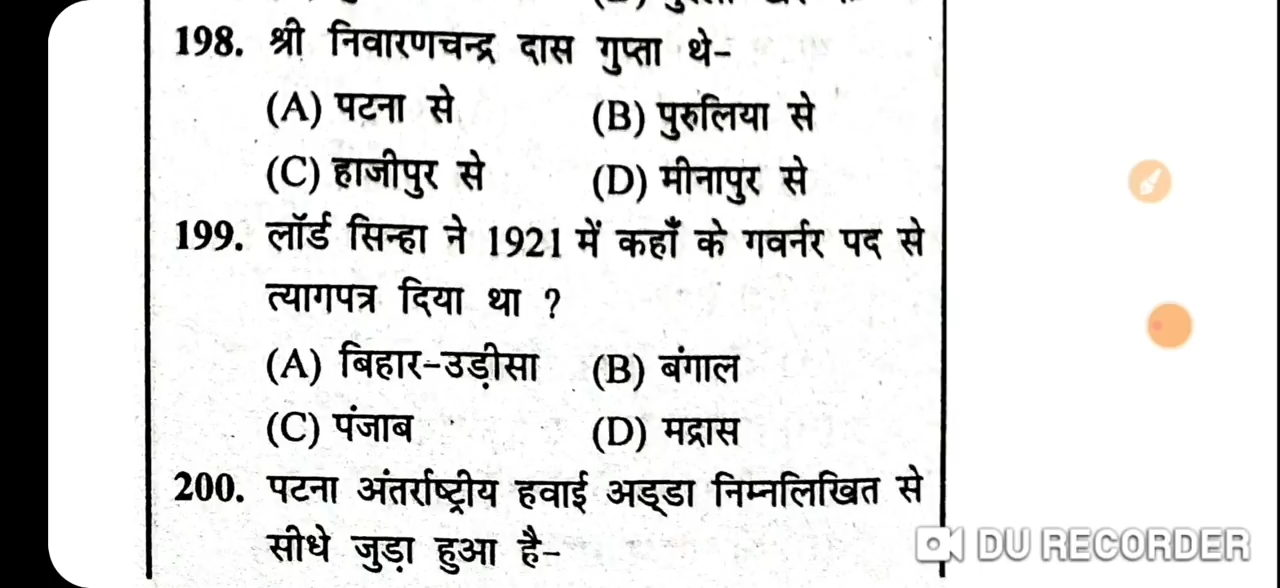 198. श्री निवारणचन्द्र दास गुप्ता थे-
(A) पटना से (B) पुरुलिया से
(C) हाजीपुर से (D) मीनापुर से
199. लॉर्ड सिन्हा ने 1921 में कहाँ के गवर्नर पद से
त्यागपत्र दिया था ?
(A) बिहार-उड़ीसा (B) बंगाल
(C) पंजाब (D) मद्रास
200. पटना अंतर्राष्ट्रीय हवाई अड्डा निम्नलिखित से
सीधे जुड़ा हुआ है-
DU RECORDER